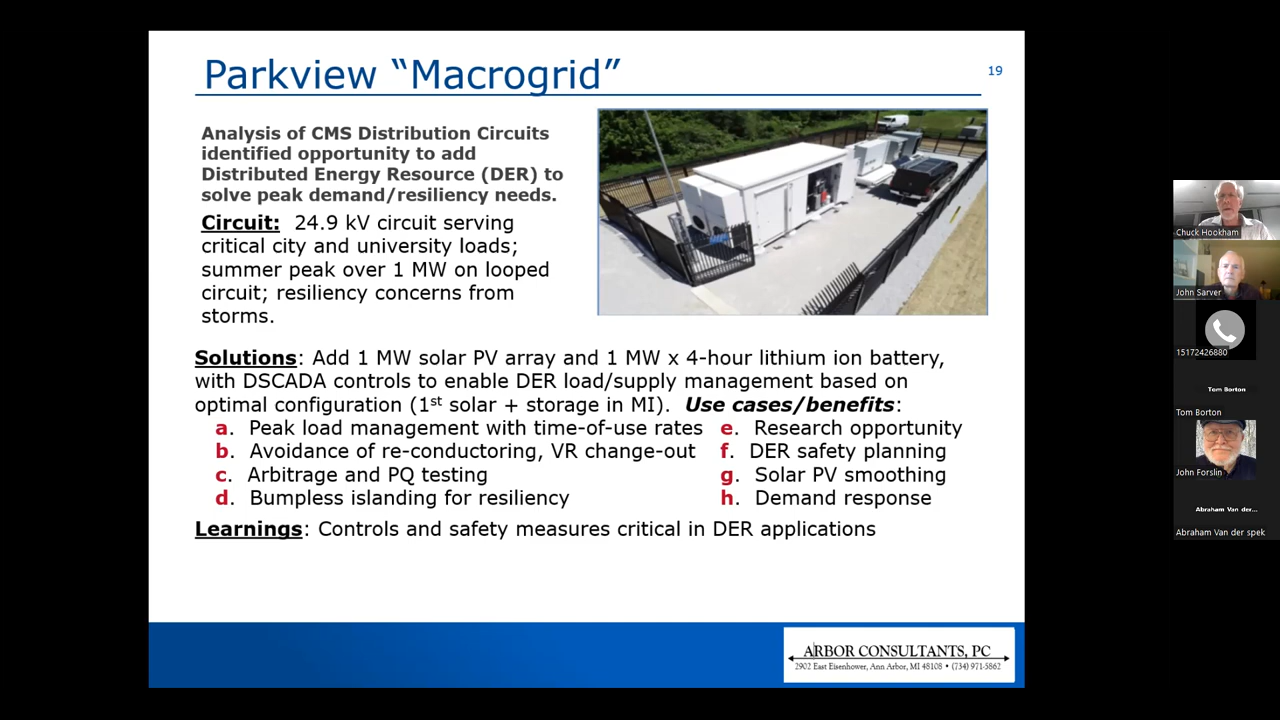 Parkview “Macrogrid”
19
Analysis of CMS Distribution Circuits
identified opportunity to add
Distributed Energy Resource (DER) to
solve peak demand/resiliency needs.
Circuit: 24.9 kV circuit serving
critical city and university loads;
summer peak over 1 MW on looped
circuit; resiliency concerns from
storms.
Solutions: Add 1 MW solar PV array and 1 MW x 4-hour lithium ion battery,
with DSCADA controls to enable DER load/supply management based on
optimal configuration (1st solar + storage in MI). Use cases/benefits:
a. Peak load management with time-of-use rates
b. Avoidance of re-conductoring, VR change-out
c. Arbitrage and PQ testing
d. Bumpless islanding for resiliency
e. Research opportunity
f. DER safety planning
g. Solar PV smoothing
h. Demand response
Learnings: Controls and safety measures critical in DER applications
ARBOR CONSULTANTS, PC
2902 East Eisenhower, Ann Arbor, MI 48108 • (734) 971-5862
Chuck Hookham
John Sarver
15172426880
Tom Borton
Tom Borton
John Forslin
Abraham Van der...
Abraham Van der spek